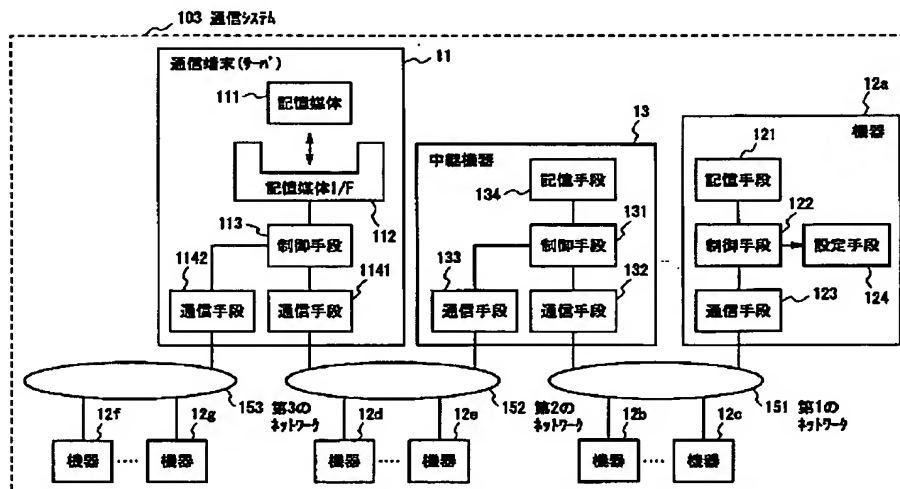 103 通信システム
通信端末(サーバ)
11
111
記憶媒体
記憶媒体I/F
112
113
制御手段
1142
1141
通信手段
通信手段
13
中継機器
記憶手段
134
131
制御手段
133
132
通信手段
通信手段
12a
機器
121
記憶手段
122
制御手段
設定手段
124
123
通信手段
153 第3のネットワーク
152 第2のネットワーク
151 第1のネットワーク
12f
12g
12d
12e
12b
12c
機器
機器
機器
機器
機器
機器